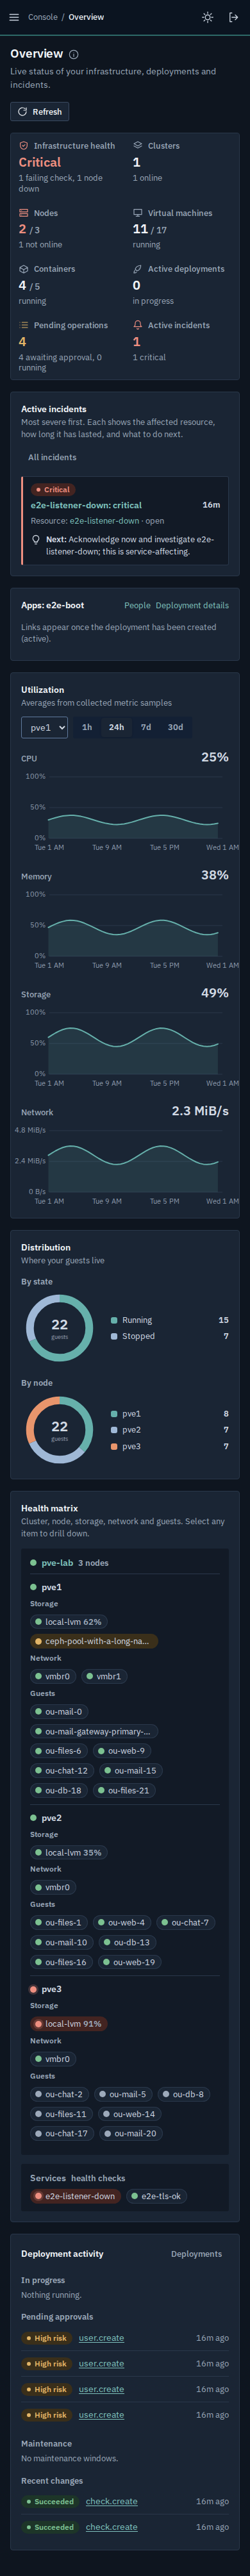 Console / Overview
Overview
Live status of your infrastructure, deployments and
incidents.
Refresh
Infrastructure health
Critical
1 failing check, 1 node
down
Clusters
1
1 online
Nodes
2 / 3
1 not online
Virtual machines
11 / 17
running
Containers
4 / 5
running
Active deployments
0
in progress
Pending operations
4
4 awaiting approval, 0
running
Active incidents
1
1 critical
Active incidents
Most severe first. Each shows the affected resource,
how long it has lasted, and what to do next.
All incidents
Critical
e2e-listener-down: critical 16m
Resource: e2e-listener-down · open
Next: Acknowledge now and investigate e2e-
listener-down; this is service-affecting.
Apps: e2e-boot People Deployment details
Links appear once the deployment has been created
(active).
Utilization
Averages from collected metric samples
pve1 1h 24h 7d 30d
CPU 25%
100%
50%
0%
Tue 1 AM Tue 9 AM Tue 5 PM Wed 1 AM
Memory 38%
100%
50%
0%
Tue 1 AM Tue 9 AM Tue 5 PM Wed 1 AM
Storage 49%
100%
50%
0%
Tue 1 AM Tue 9 AM Tue 5 PM Wed 1 AM
Network 2.3 MiB/s
4.8 MiB/s
2.4 MiB/s
0 B/s
Tue 1 AM Tue 9 AM Tue 5 PM Wed 1 AM
Distribution
Where your guests live
By state
22
guests
Running 15
Stopped 7
By node
22
guests
pve1 8
pve2 7
pve3 7
Health matrix
Cluster, node, storage, network and guests. Select any
item to drill down.
pve-lab 3 nodes
pve1
Storage
local-lvm 62%
ceph-pool-with-a-long-na...
Network
vmbr0 vmbr1
Guests
ou-mail-0
ou-mail-gateway-primary-...
ou-files-6 ou-web-9
ou-chat-12 ou-mail-15
ou-db-18 ou-files-21
pve2
Storage
local-lvm 35%
Network
vmbr0
Guests
ou-files-1 ou-web-4 ou-chat-7
ou-mail-10 ou-db-13
ou-files-16 ou-web-19
pve3
Storage
local-lvm 91%
Network
vmbr0
Guests
ou-chat-2 ou-mail-5 ou-db-8
ou-files-11 ou-web-14
ou-chat-17 ou-mail-20
Services health checks
e2e-listener-down e2e-tls-ok
Deployment activity Deployments
In progress
Nothing running.
Pending approvals
High risk user.create 16m ago
High risk user.create 16m ago
High risk user.create 16m ago
High risk user.create 16m ago
Maintenance
No maintenance windows.
Recent changes
Succeeded check.create 16m ago
Succeeded check.create 16m ago